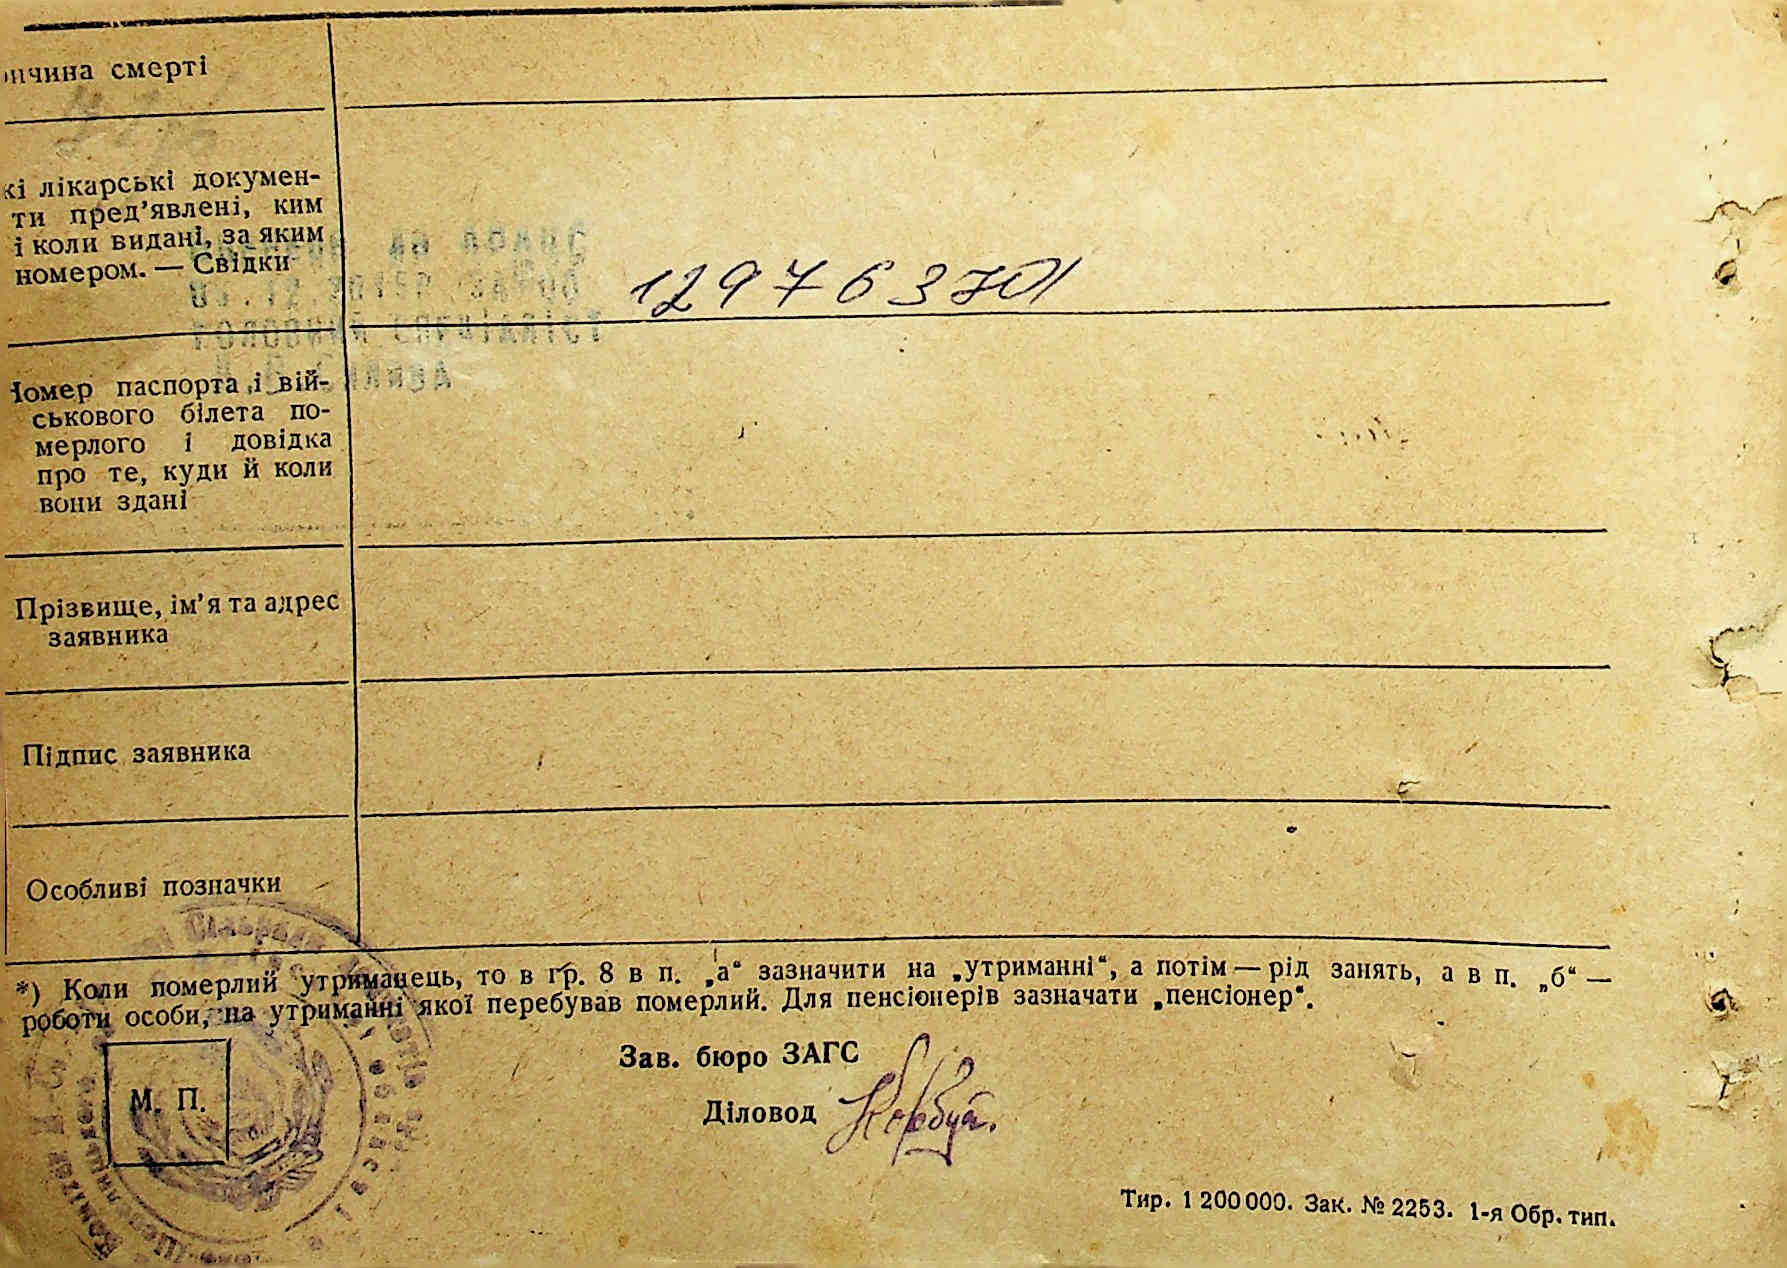 ичина смерті
кі лікарські докумен-
ти пред’явлені, ким
і коли видані, за яким
номером. — Свідки
12976370
головний спеціаліст
Номер паспорта і вій-
ськового білета по-
мерлого і довідка
про те, куди й коли
вони здані
Прізвище, ім’я та адрес
заявника
Підпис заявника
Особливі позначки
*) Коли померлий утриманець, то в гр. 8 в п. „а“ зазначити на „утриманні“, а потім — рід занять, а в п. „б“ —
роботи особи, на утриманні якої перебував померлий. Для пенсіонерів зазначати „пенсіонер“.
Зав. бюро ЗАГС
М. П.
Діловод
Тир. 1 200 000. Зак. № 2253. 1-я Обр. тип.